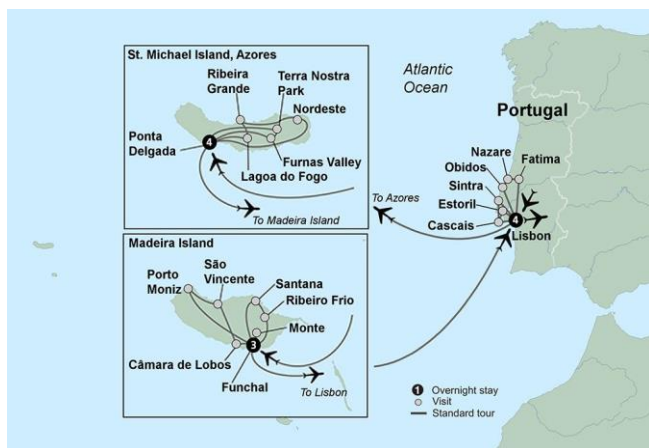 St. Michael Island, Azores
Ribeira
Grande
Terra Nostra
Park
Nordeste
Ponta
Delgada
4
Furnas Valley
Lagoa do Fogo
To Madeira Island
Atlantic
Ocean
Portugal
Nazare
Fatima
Obidos
Sintra
Estoril
Cascais
4
Lisbon
To Azores
Madeira Island
Porto
Moniz
São
Vincente
Santana
Ribeiro Frio
Monte
3
Câmara de Lobos
Funchal
To Lisbon
1 Overnight stay
Visit
Standard tour